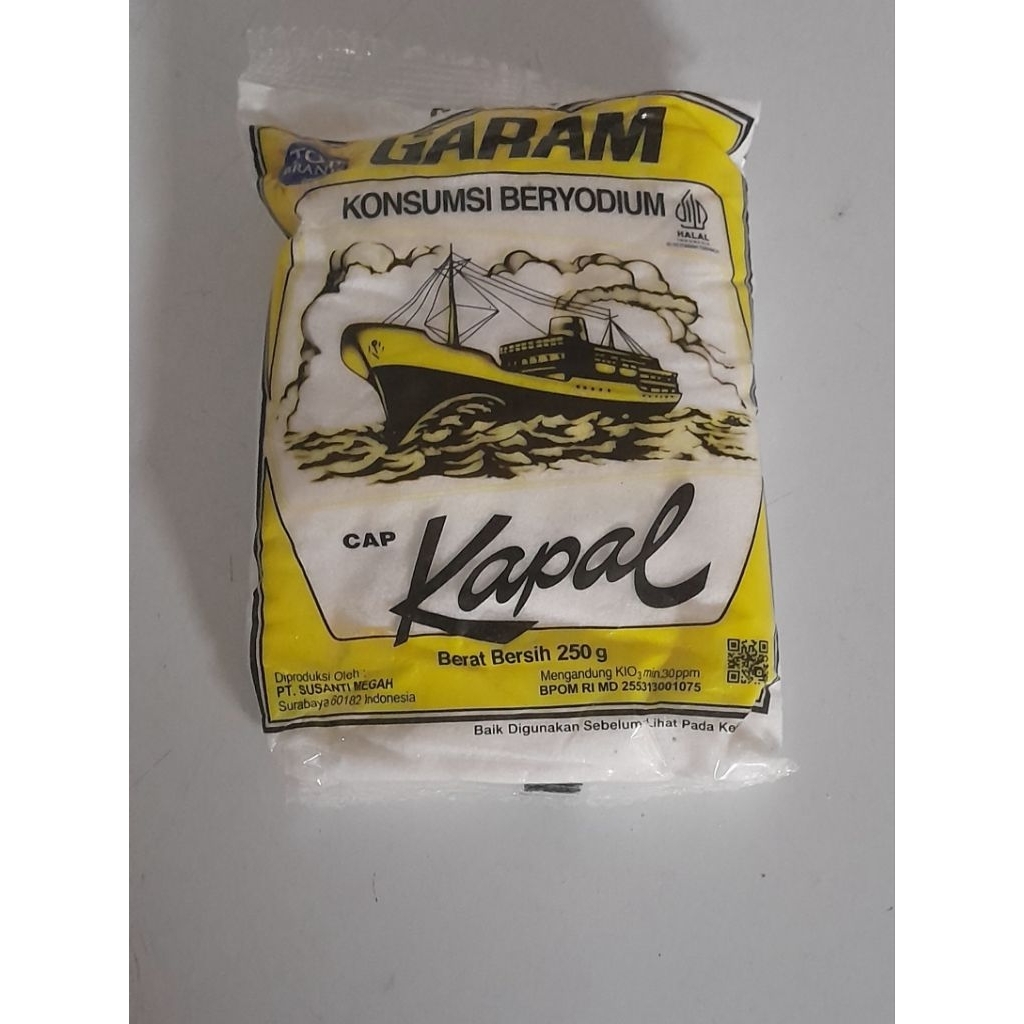 GARAM
KONSUMSI BERYODIUM
HALAL
INDONESIA
CAP Kapal
Berat Bersih 250 g
Diproduksi Oleh :
PT. SUSANTI MEGAH
Surabaya 60182 Indonesia
Mengandung KIO3 min.30ppm
BPOM RI MD 255313001075
Baik Digunakan Sebelum Lihat Pada